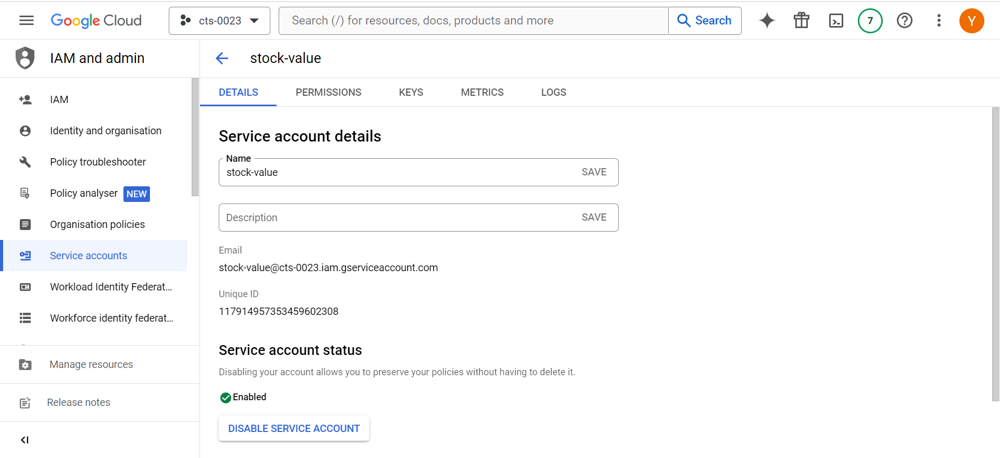 Google Cloud
cts-0023
Search (/) for resources, docs, products and more
Search
7
Y
IAM and admin
stock-value
IAM
Identity and organisation
Policy troubleshooter
Policy analyser NEW
Organisation policies
Service accounts
Workload Identity Federat...
Workforce identity federat...
Manage resources
Release notes
DETAILS
PERMISSIONS
KEYS
METRICS
LOGS
Service account details
Name
stock-value
SAVE
Description
SAVE
Email
stock-value@cts-0023.iam.gserviceaccount.com
Unique ID
117914957353459602308
Service account status
Disabling your account allows you to preserve your policies without having to delete it.
Enabled
DISABLE SERVICE ACCOUNT